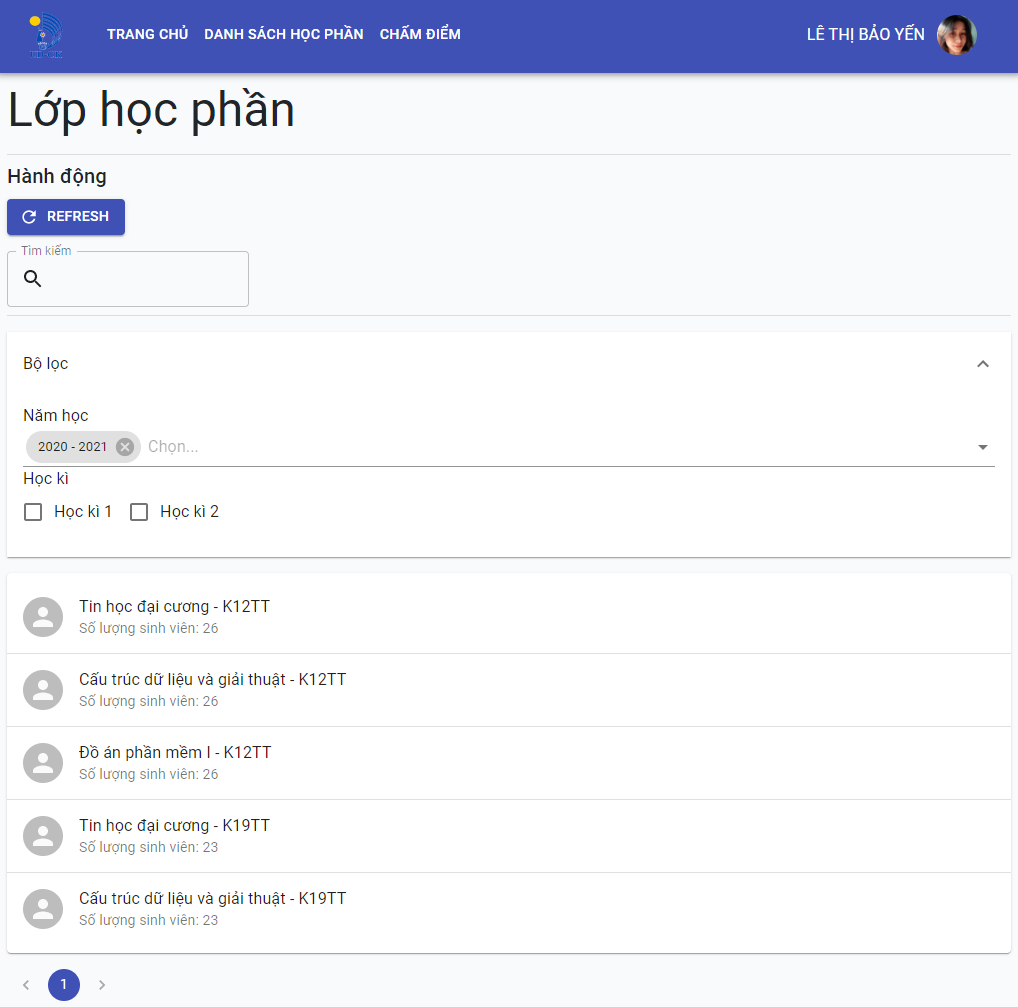 TRANG CHỦ DANH SÁCH HỌC PHẦN CHẤM ĐIỂM LÊ THỊ BẢO YẾN
Lớp học phần
Hành động
REFRESH
Tìm kiếm
Bộ lọc
Năm học
2020 - 2021 Chọn...
Học kì
Học kì 1 Học kì 2
Tin học đại cương - K12TT
Số lượng sinh viên: 26
Cấu trúc dữ liệu và giải thuật - K12TT
Số lượng sinh viên: 26
Đồ án phần mềm I - K12TT
Số lượng sinh viên: 26
Tin học đại cương - K19TT
Số lượng sinh viên: 23
Cấu trúc dữ liệu và giải thuật - K19TT
Số lượng sinh viên: 23
1